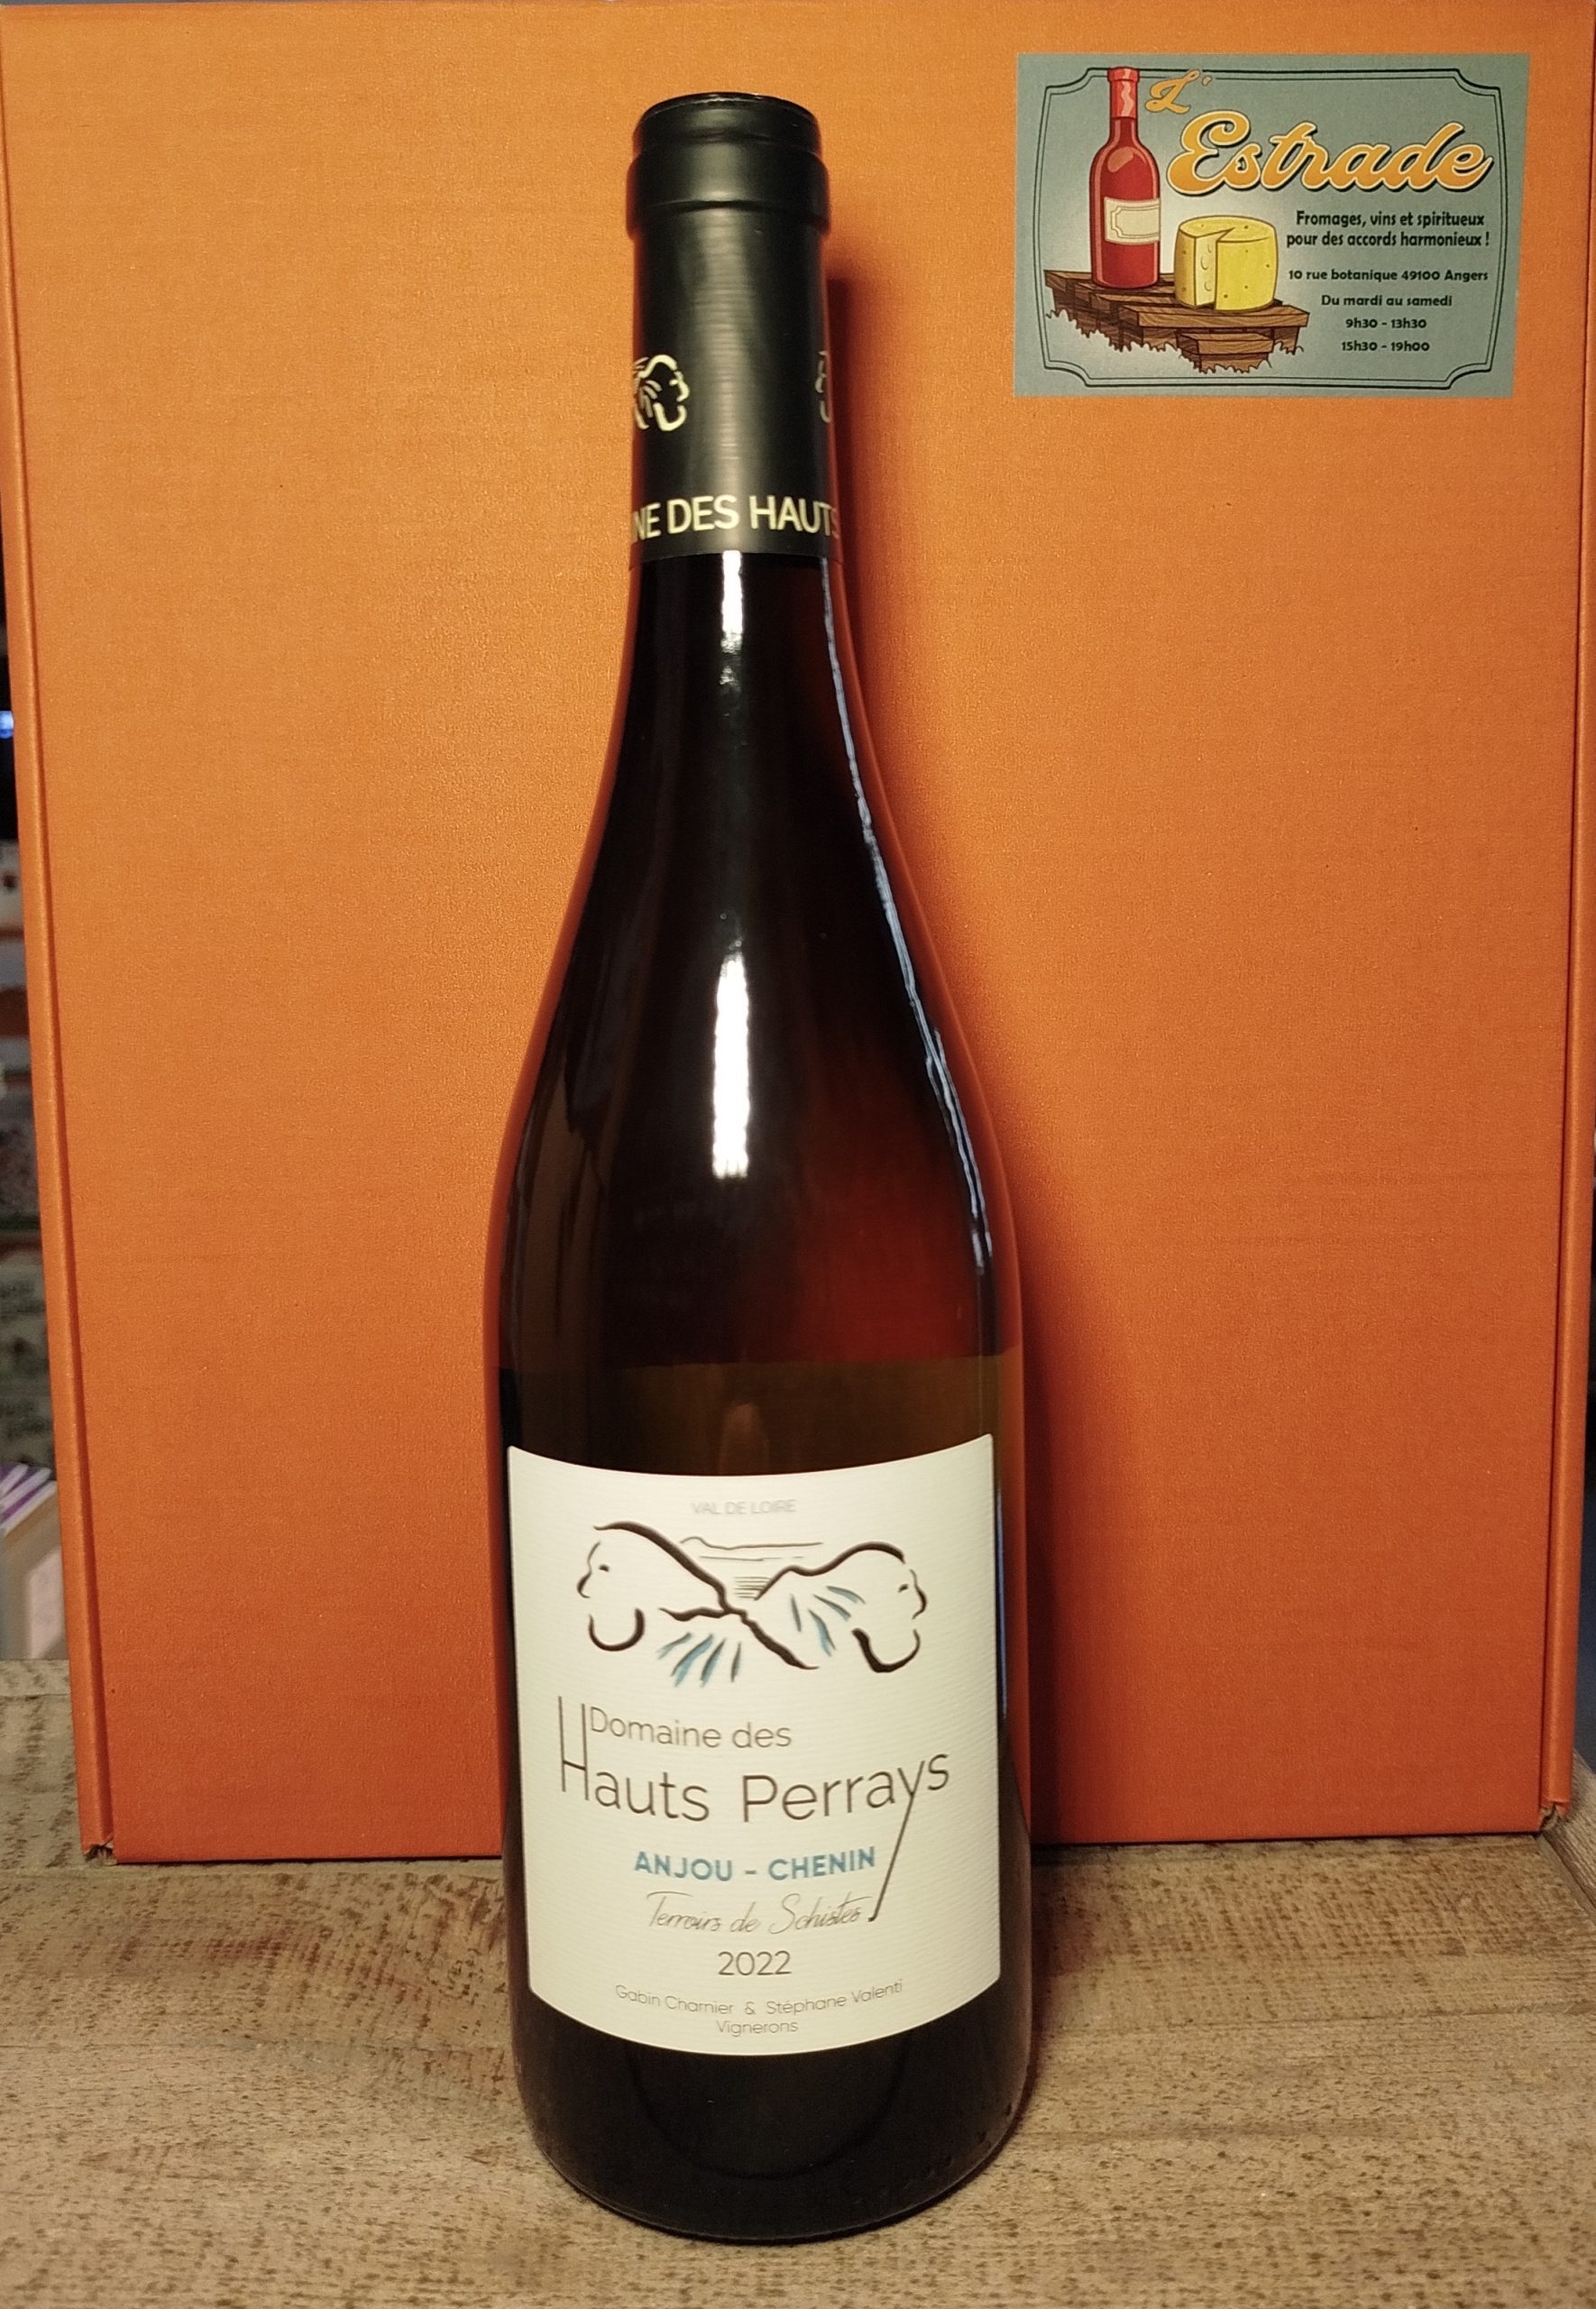 L'
Estrade
Fromages, vins et spiritueux
pour des accords harmonieux !
10 rue botanique 49100 Angers
Du mardi au samedi
9h30 - 13h30
15h30 - 19h00
NE DES HAUTS
VAL DE LOIRE
Domaine des
Hauts Perrays
ANJOU - CHENIN
Terroirs de Schistes
2022
Gabin Charnier & Stéphane Valenti
Vignerons